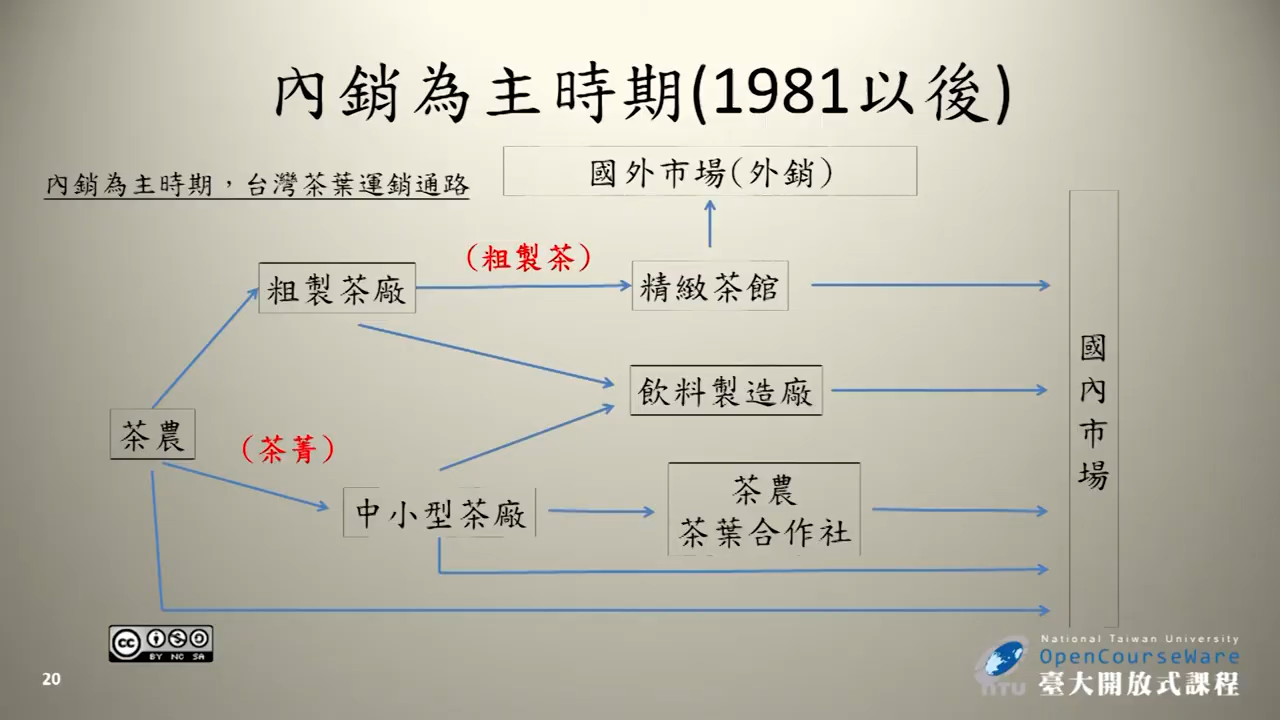 內銷為主時期(1981以後)
內銷為主時期，台灣茶葉運銷通路
國外市場(外銷)
(粗製茶)
粗製茶廠
精緻茶館
飲料製造廠
茶農
(茶菁)
中小型茶廠
茶農
茶葉合作社
國內市場
cc
BY NC SA
20
National Taiwan University
OpenCourseWare
NTU
臺大開放式課程